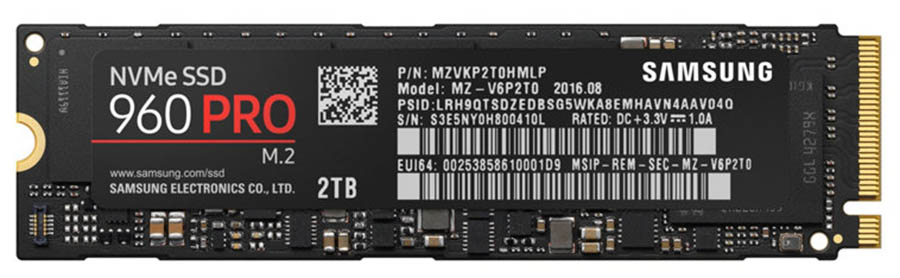 NVMe SSD
960 PRO
M.2
www.samsung.com/ssd
SAMSUNG ELECTRONICS CO., LTD.
2TB
SAMSUNG
P/N: MZVKP2T0HMLP
Model: MZ-V6P2T0 2016.08
PSID:LRH9QTSDZEDBSG5WKA8EMHAVN4AAV04Q
S/N: S3E5NY0H800410L RATED: DC+3.3V⎓1.0A
EUI64: 00253858610001D9 MSIP-REM-SEC-MZ-V6P2T0